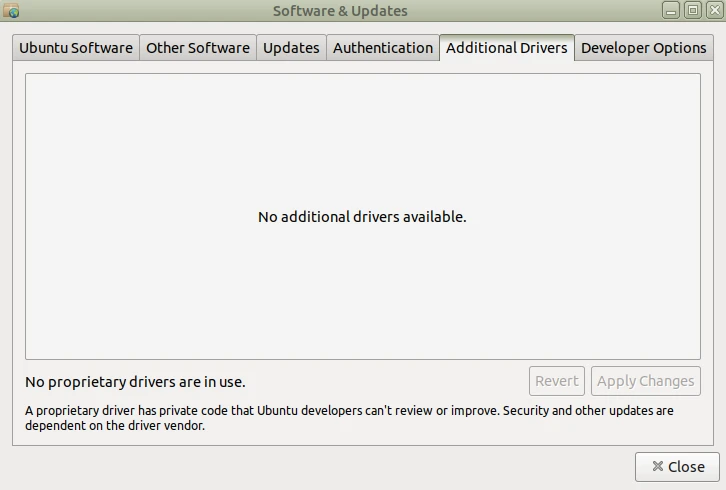 Software & Updates
Ubuntu Software Other Software Updates Authentication Additional Drivers Developer Options
No additional drivers available.
No proprietary drivers are in use.
Revert Apply Changes
A proprietary driver has private code that Ubuntu developers can't review or improve. Security and other updates are
dependent on the driver vendor.
Close